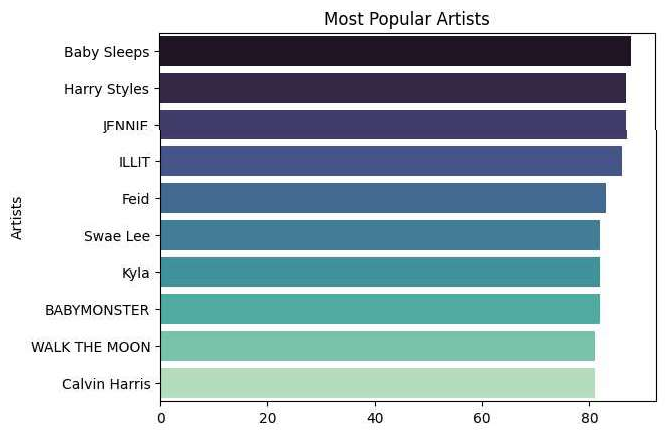 Most Popular Artists
Baby Sleeps
Harry Styles
JENNIE
ILLIT
Feid
Swae Lee
Kyla
BABYMONSTER
WALK THE MOON
Calvin Harris
Artists
0 20 40 60 80